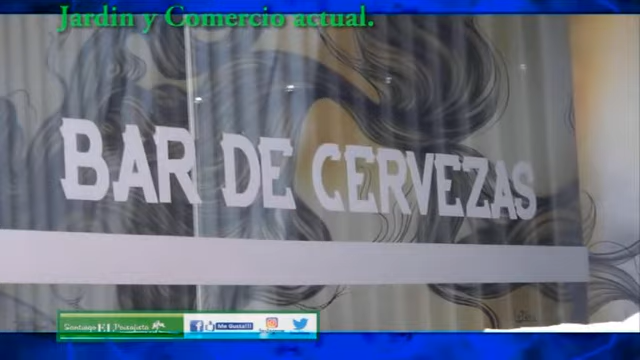 Jardin y Comercio actual.
BAR DE CERVEZAS
Santiago El Paisajista
Me Gusta!!!